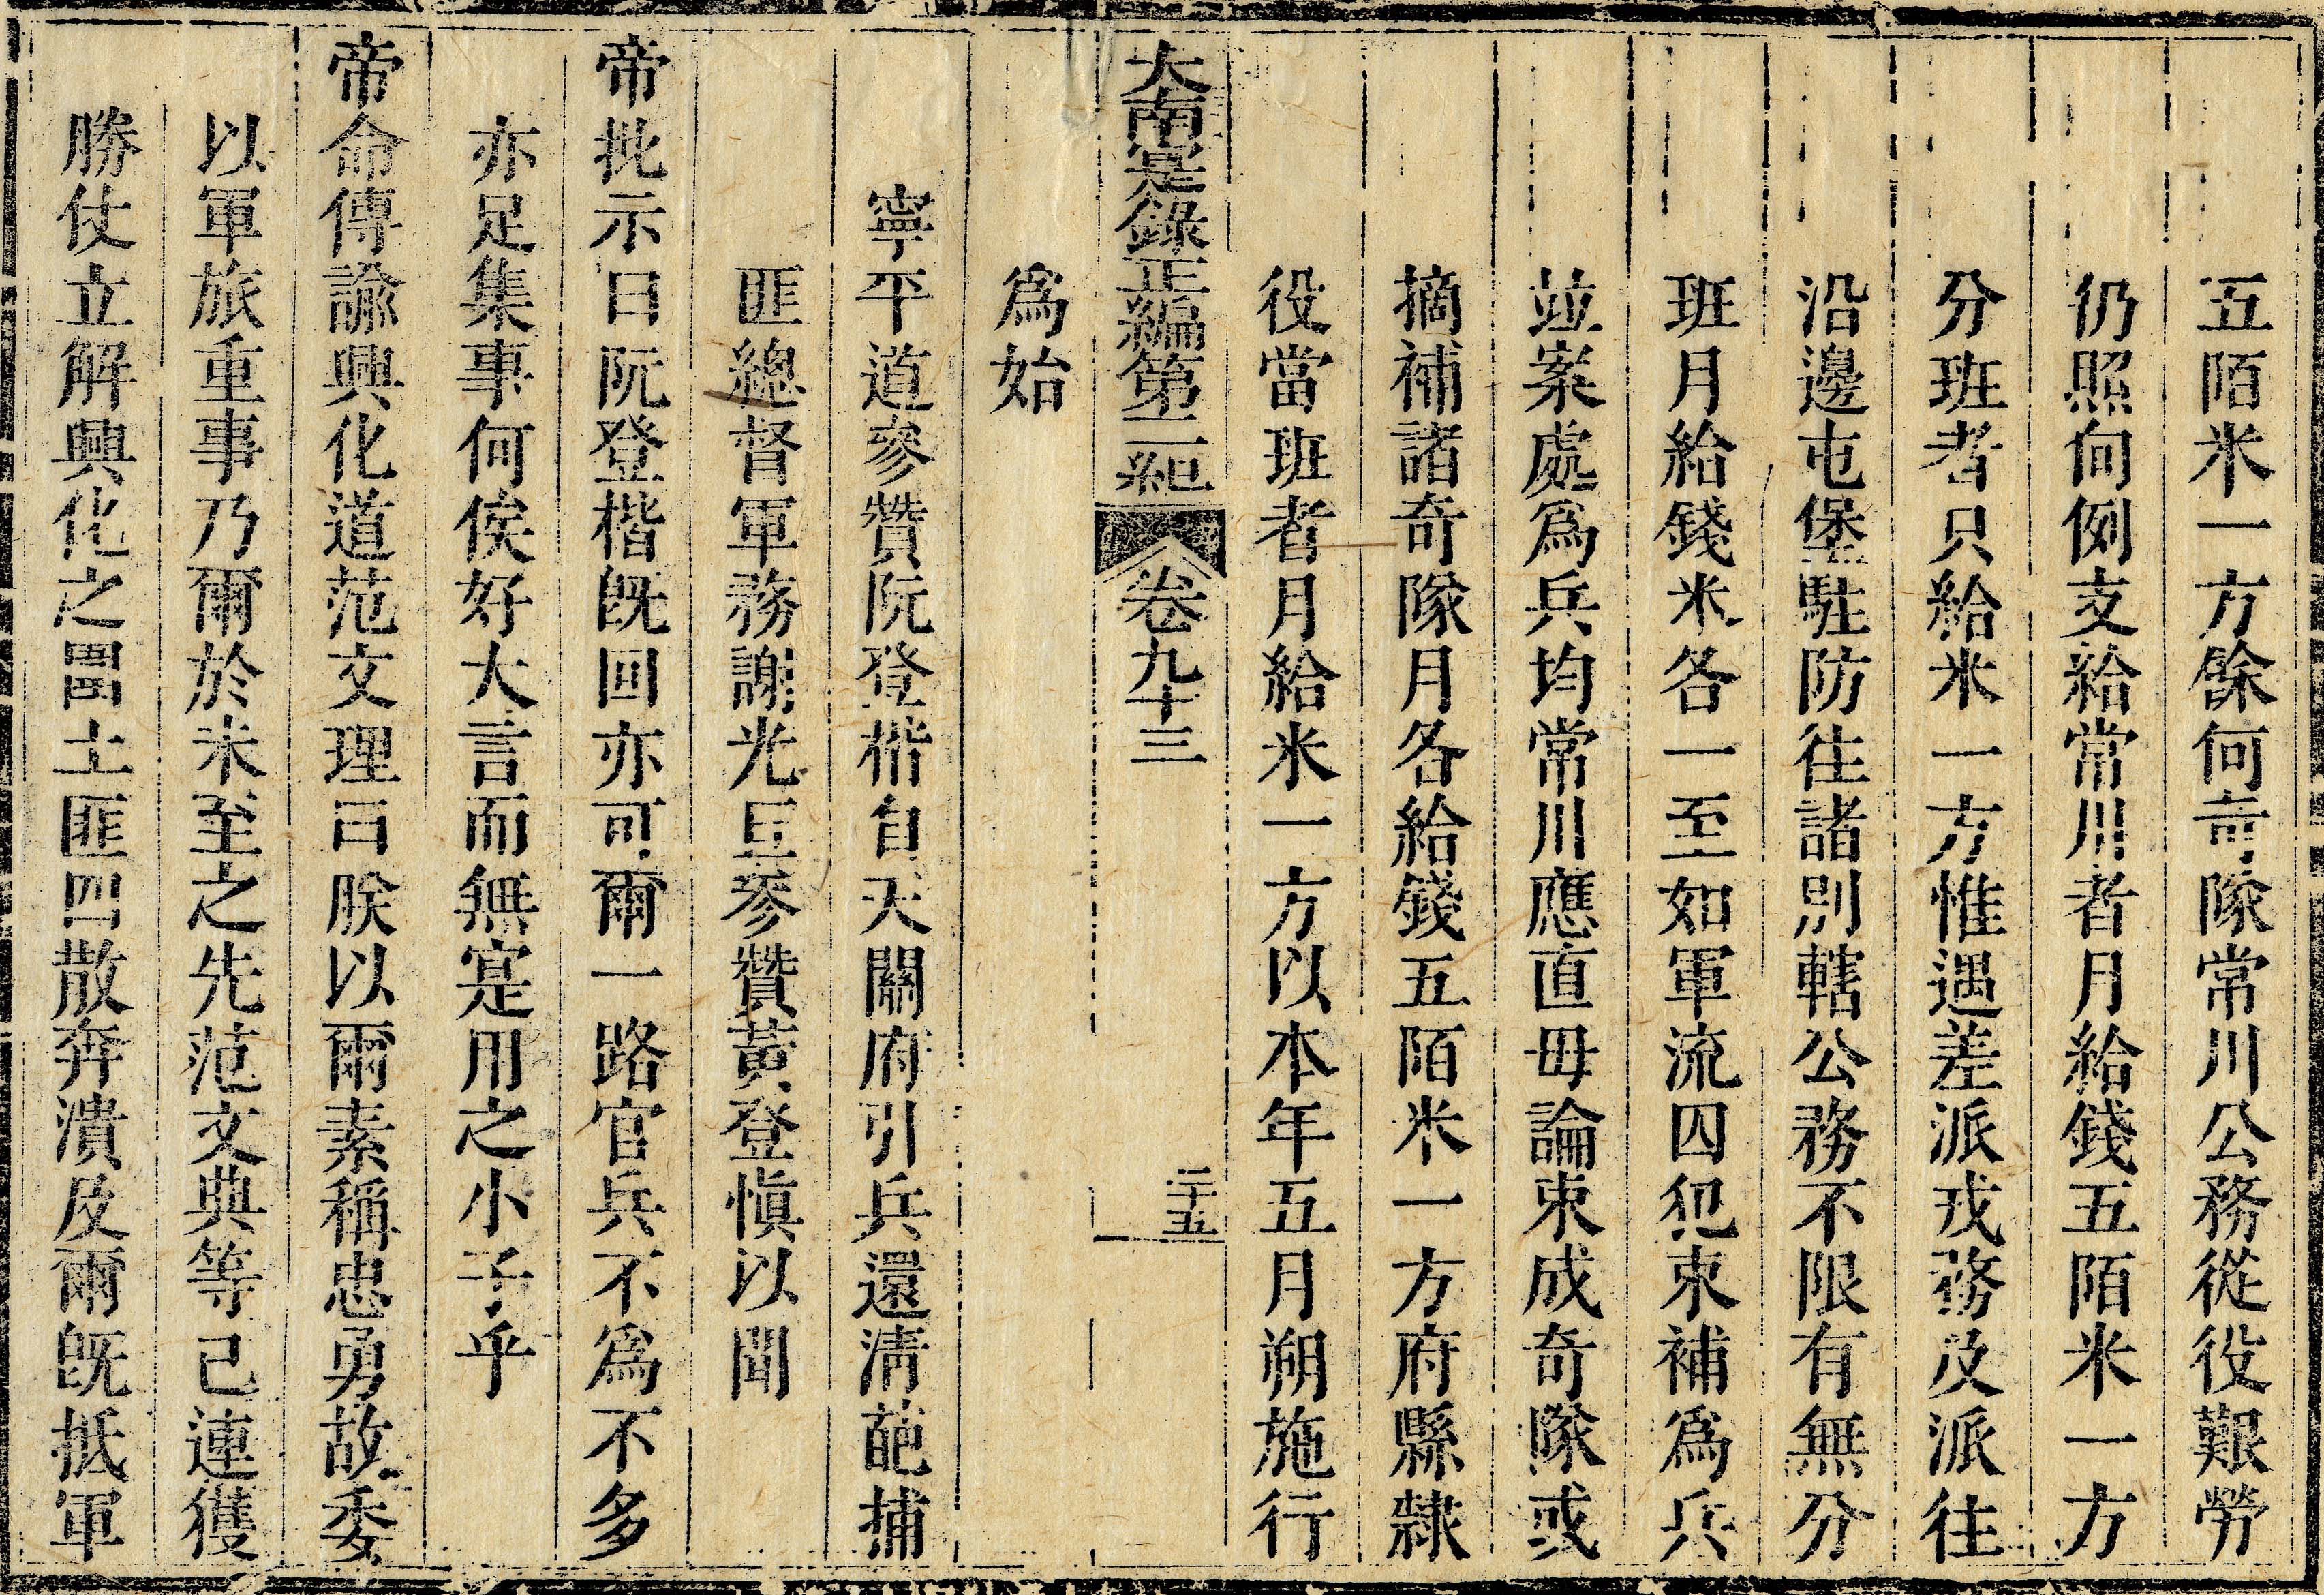 五陌米一方餘何奇隊常川公務從役艱勞
仍照向例支給常川者月給錢五陌米一方
分班者只給米一方惟遇差派戎務及派往
沿邊屯堡駐防往諸別轄公務不限有無分
班月給錢米各一至如軍流囚犯束補爲兵
並案處爲兵均常川應直毋論束成奇隊或
摘補諸奇隊月各給錢五陌米一方府縣隸
役當班者月給米一方以本年五月朔施行
大南寔錄正編第二紀 卷九十三 二十五
爲始
寧平道參贊阮登楷自天關府引兵還淸葩捕
匪總督軍務謝光巨參贊黃登愼以聞
帝批示曰阮登楷旣回亦可爾一路官兵不爲不多
亦足集事何俟好大言而無寔用之小子乎
帝命傳諭興化道范文理曰朕以爾素稱忠勇故委
以軍旅重事乃爾於未至之先范文典等已連獲
勝仗立解興化之圍土匪四散奔潰及爾旣抵軍